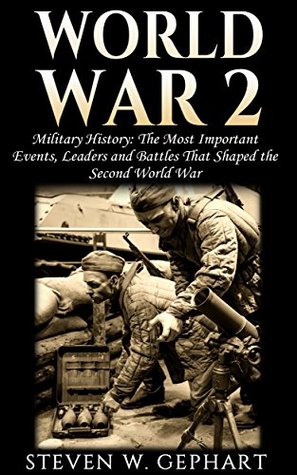 WORLD
WAR 2
Military History: The Most Important
Events, Leaders and Battles That Shaped the
Second World War
STEVEN W. GEPHART